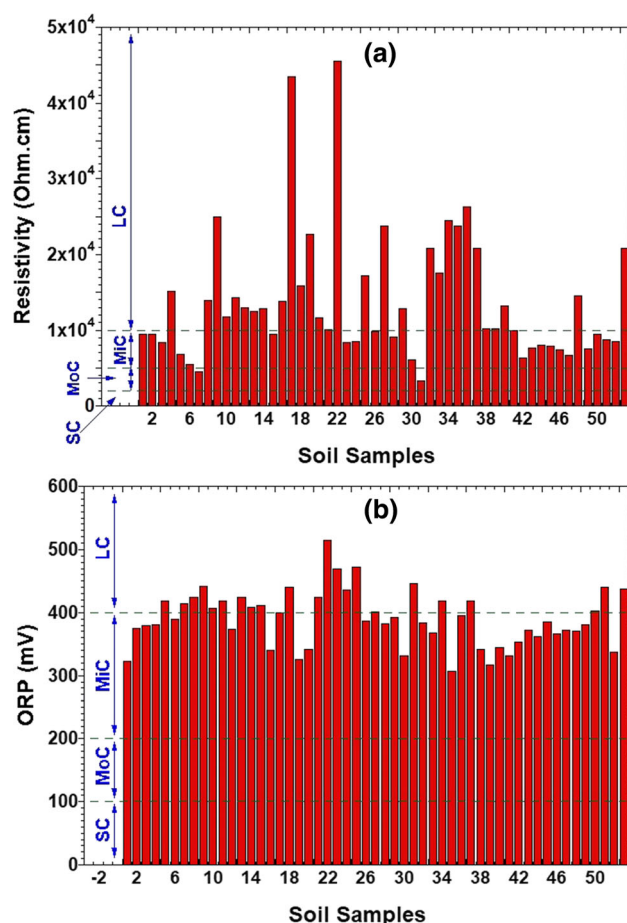 (a)
Resistivity (Ohm.cm)
5x10⁴
4x10⁴
3x10⁴
2x10⁴
1x10⁴
0
LC
MiC
MoC
SC
2 6 10 14 18 22 26 30 34 38 42 46 50
Soil Samples
(b)
ORP (mV)
600
500
400
300
200
100
0
LC
MiC
MoC
SC
-2 2 6 10 14 18 22 26 30 34 38 42 46 50
Soil Samples